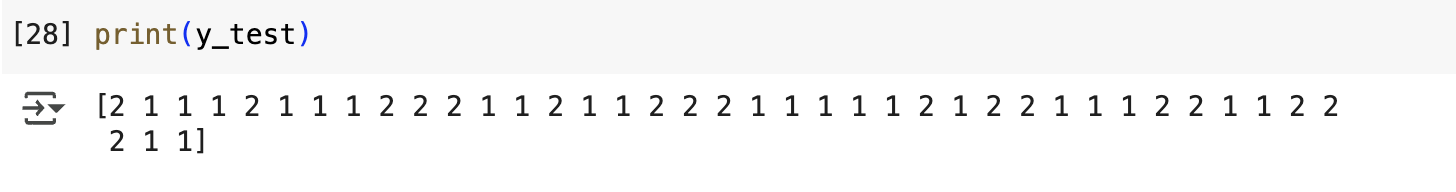 [28] print(y_test)
[2 1 1 1 2 1 1 1 2 2 2 1 1 2 1 1 2 2 2 1 1 1 1 1 2 1 2 2 1 1 1 2 2 1 1 2 2
2 1 1]